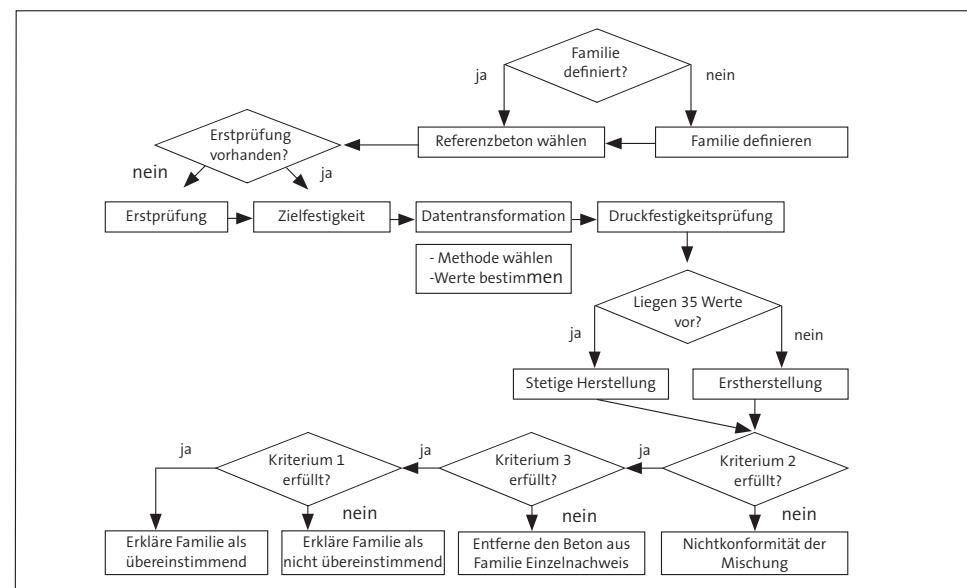 Familie
definiert?
ja
nein
Erstprüfung
vorhanden?
Referenzbeton wählen
Familie definieren
nein
ja
Erstprüfung
Zielfestigkeit
Datentransformation
Druckfestigkeitsprüfung
- Methode wählen
-Werte bestimmen
Liegen 35 Werte
vor?
ja
nein
Stetige Herstellung
Erstherstellung
ja
Kriterium 1
erfüllt?
ja
Kriterium 3
erfüllt?
ja
Kriterium 2
erfüllt?
nein
nein
nein
Erkläre Familie als
übereinstimmend
Erkläre Familie als
nicht übereinstimmend
Entferne den Beton aus
Familie Einzelnachweis
Nichtkonformität der
Mischung